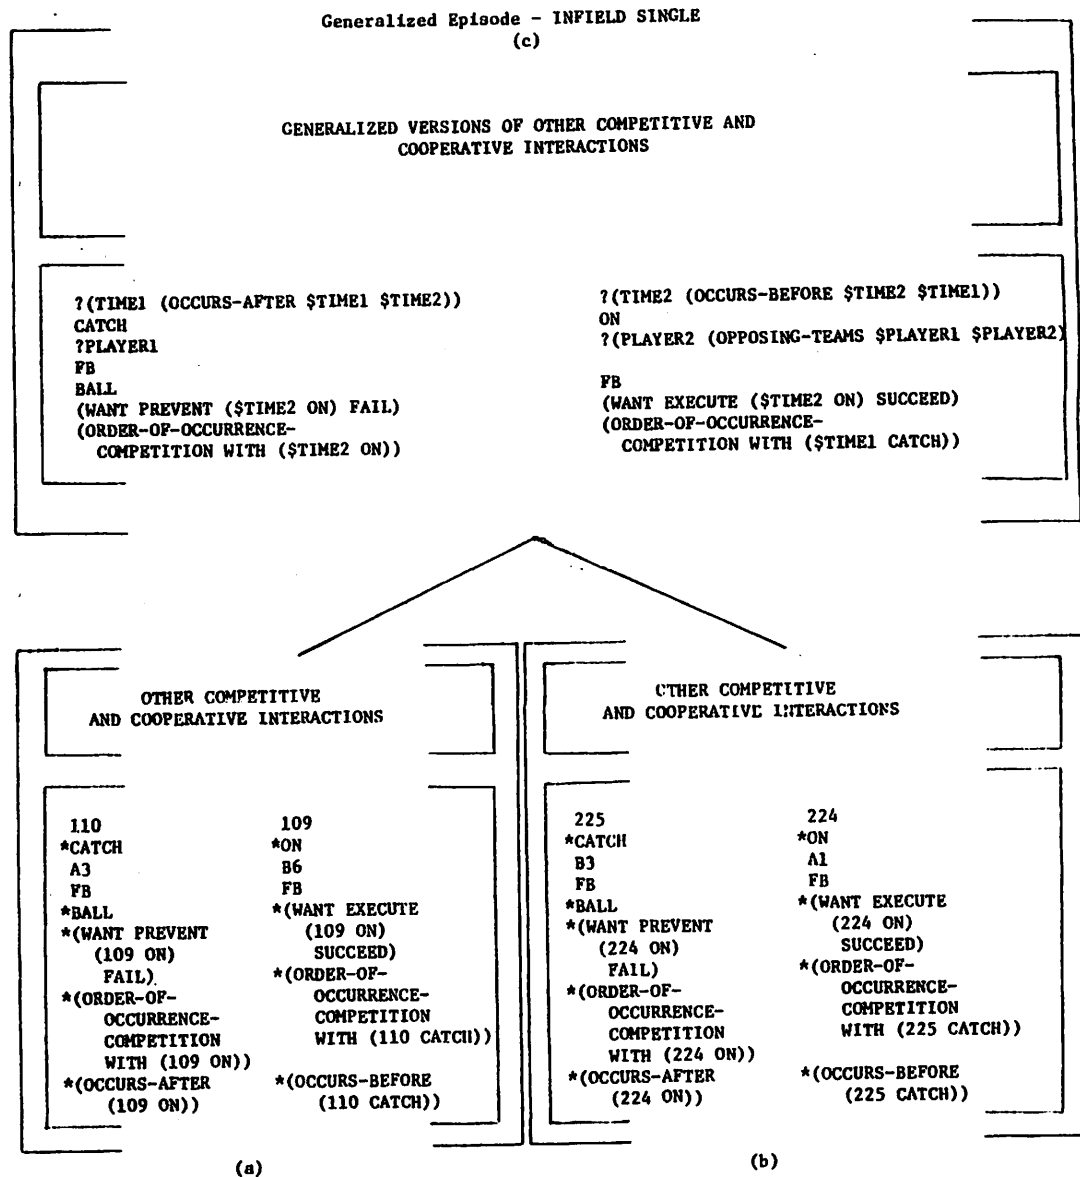 Generalized Episode - INFIELD SINGLE
(c)
GENERALIZED VERSIONS OF OTHER COMPETITIVE AND
COOPERATIVE INTERACTIONS
?(TIME1 (OCCURS-AFTER $TIME1 $TIME2))
CATCH
?PLAYER1
FB
BALL
(WANT PREVENT ($TIME2 ON) FAIL)
(ORDER-OF-OCCURRENCE-
COMPETITION WITH ($TIME2 ON))
?(TIME2 (OCCURS-BEFORE $TIME2 $TIME1))
ON
?(PLAYER2 (OPPOSING-TEAMS $PLAYER1 $PLAYER2)
FB
(WANT EXECUTE ($TIME2 ON) SUCCEED)
(ORDER-OF-OCCURRENCE-
COMPETITION WITH ($TIME1 CATCH))
OTHER COMPETITIVE
AND COOPERATIVE INTERACTIONS
110
*CATCH
A3
FB
*BALL
*(WANT PREVENT
(109 ON)
FAIL)
*(ORDER-OF-
OCCURRENCE-
COMPETITION
WITH (109 ON))
*(OCCURS-AFTER
(109 ON))
109
*ON
B6
FB
*(WANT EXECUTE
(109 ON)
SUCCEED)
*(ORDER-OF-
OCCURRENCE-
COMPETITION
WITH (110 CATCH))
*(OCCURS-BEFORE
(110 CATCH))
(a)
OTHER COMPETITIVE
AND COOPERATIVE INTERACTIONS
225
*CATCH
B3
FB
*BALL
*(WANT PREVENT
(224 ON)
FAIL)
*(ORDER-OF-
OCCURRENCE-
COMPETITION
WITH (224 ON))
*(OCCURS-AFTER
(224 ON))
224
*ON
A1
FB
*(WANT EXECUTE
(224 ON)
SUCCEED)
*(ORDER-OF-
OCCURRENCE-
COMPETITION
WITH (225 CATCH))
*(OCCURS-BEFORE
(225 CATCH))
(b)